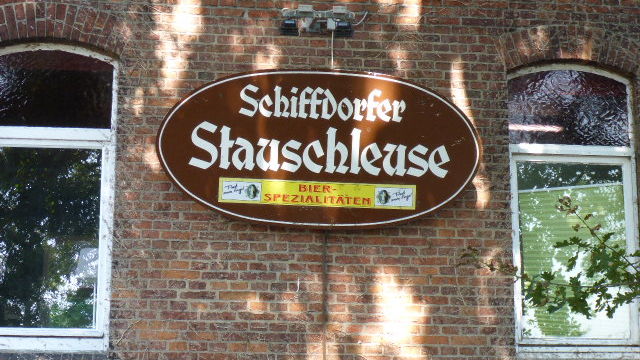 Schiffdorfer
Stauschleuse
BIER-
SPEZIALITÄTEN